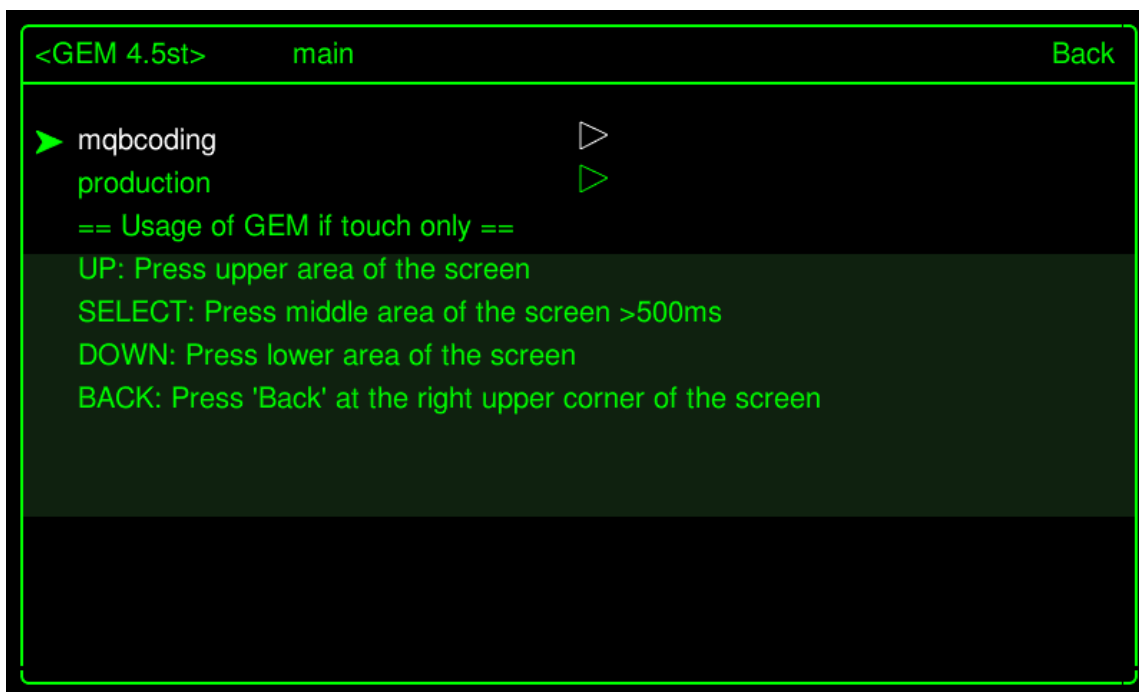 <GEM 4.5st> main Back
mqbcoding
production
== Usage of GEM if touch only ==
UP: Press upper area of the screen
SELECT: Press middle area of the screen >500ms
DOWN: Press lower area of the screen
BACK: Press 'Back' at the right upper corner of the screen